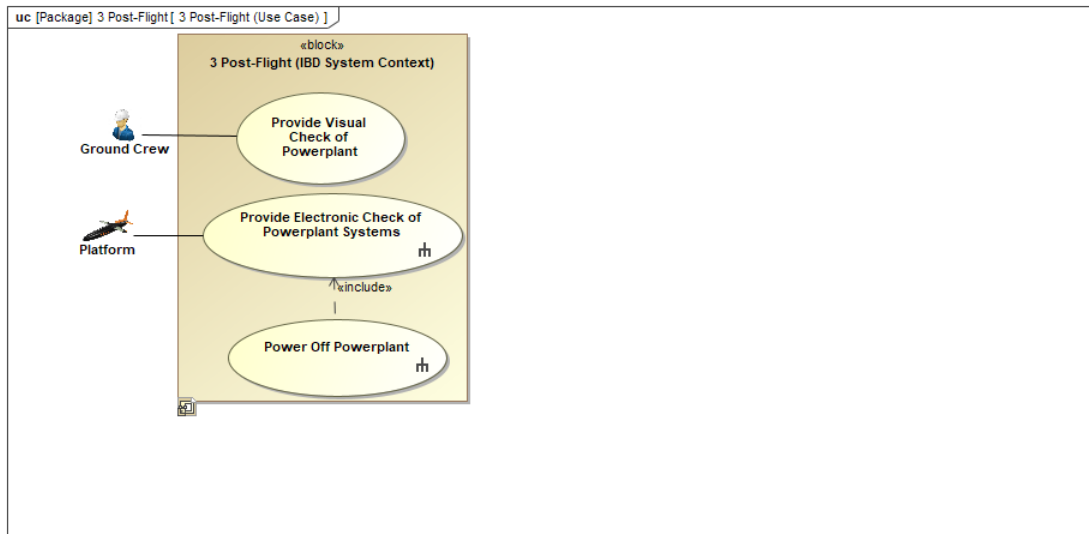 uc [Package] 3 Post-Flight [ 3 Post-Flight (Use Case) ]
«block»
3 Post-Flight (IBD System Context)
Provide Visual
Check of
Powerplant
Ground Crew
Provide Electronic Check of
Powerplant Systems
Platform
«include»
Power Off Powerplant